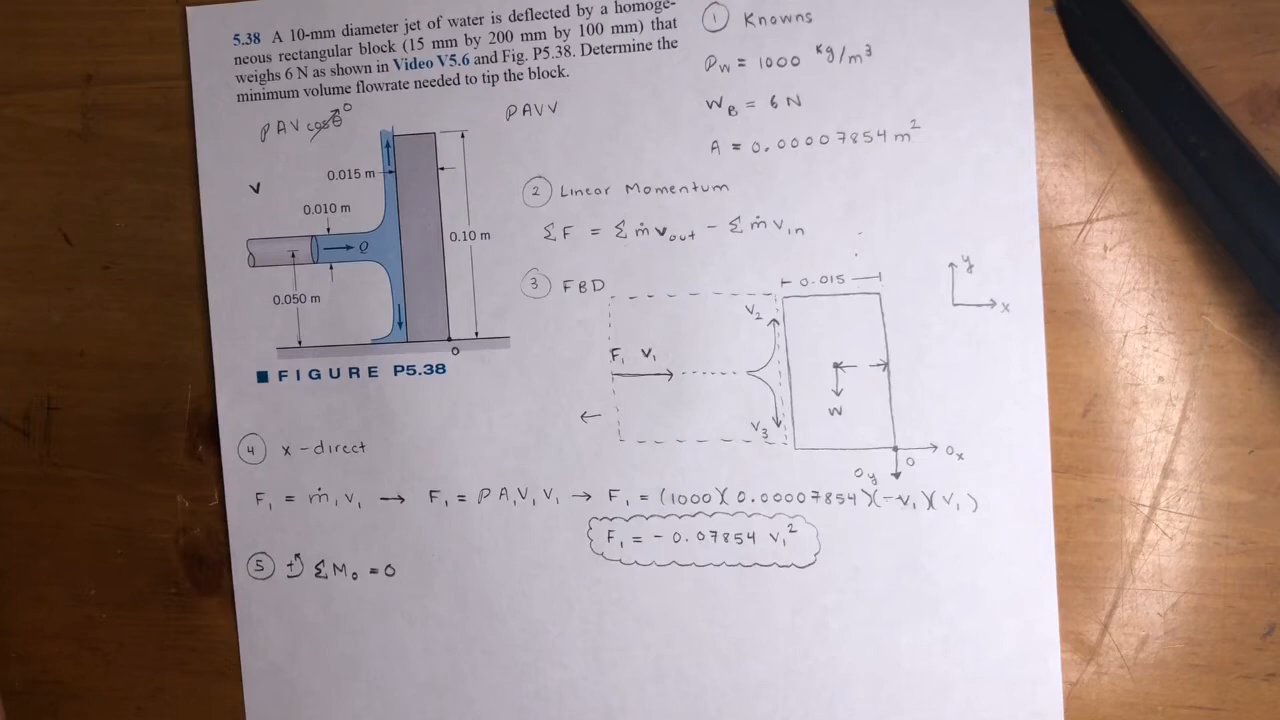 5.38 A 10-mm diameter jet of water is deflected by a homoge-
neous rectangular block (15 mm by 200 mm by 100 mm) that
weighs 6 N as shown in Video V5.6 and Fig. P5.38. Determine the
minimum volume flowrate needed to tip the block.
ρAV cosθ 0
ρAVV
V
0.015 m
0.010 m
Q
0.10 m
0.050 m
O
FIGURE P5.38
① Knowns
ρw = 1000 kg/m³
WB = 6 N
A = 0.00007854 m²
② Linear Momentum
ΣF = Σṁvout - Σṁvin
③ FBD
0.015
y
x
V2
F1 V1
V3
W
Ox
O
Oy
④ x-direct
F1 = ṁ1v1 → F1 = ρA1V1V1 → F1 = (1000)(0.00007854)(-v1)(v1)
F1 = -0.07854 v1²
⑤ + ΣMo = 0